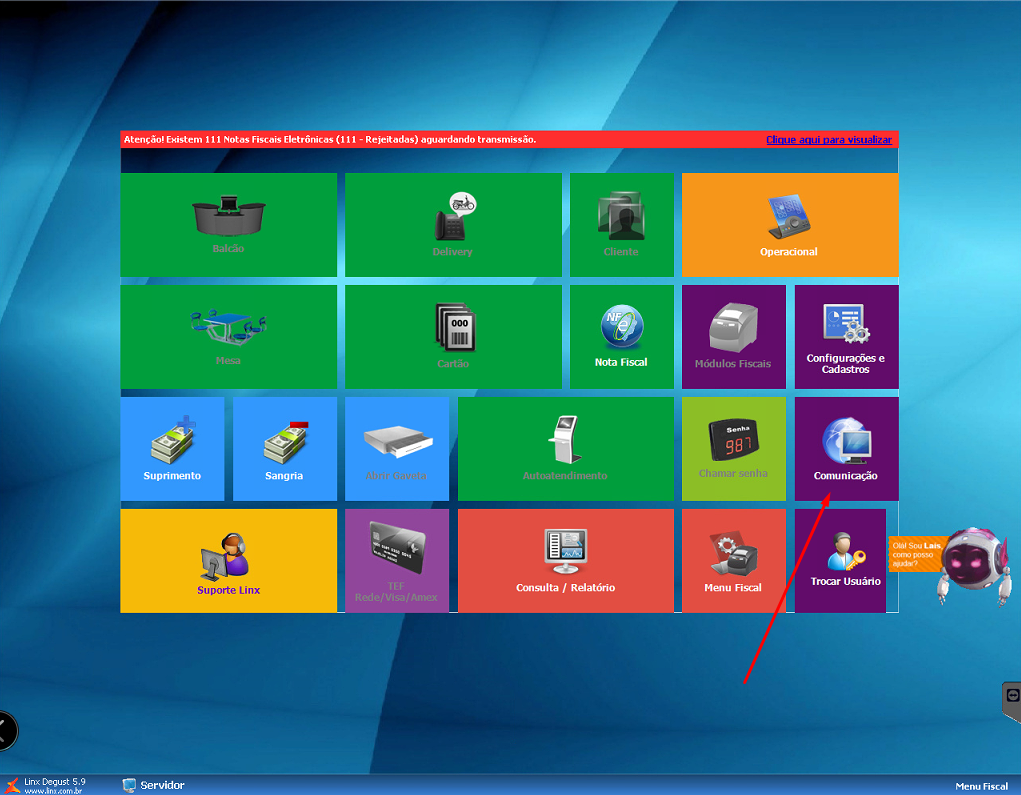 Atenção! Existem 111 Notas Fiscais Eletrônicas (111 - Rejeitadas) aguardando transmissão.
Clique aqui para visualizar
Balcão
Delivery
Cliente
Operacional
Mesa
000
Cartão
NF
e
Nota Fiscal
Módulos Fiscais
Configurações e
Cadastros
Suprimento
Sangria
Abrir Gaveta
Autoatendimento
Senha
987
Chamar senha
Comunicação
Suporte Linx
TEF
Rede/Visa/Amex
Consulta / Relatório
Menu Fiscal
Trocar Usuário
Olá! Sou Lais,
como posso
ajudar?
Linx Degust 5.9
www.linx.com.br
Servidor
Menu Fiscal